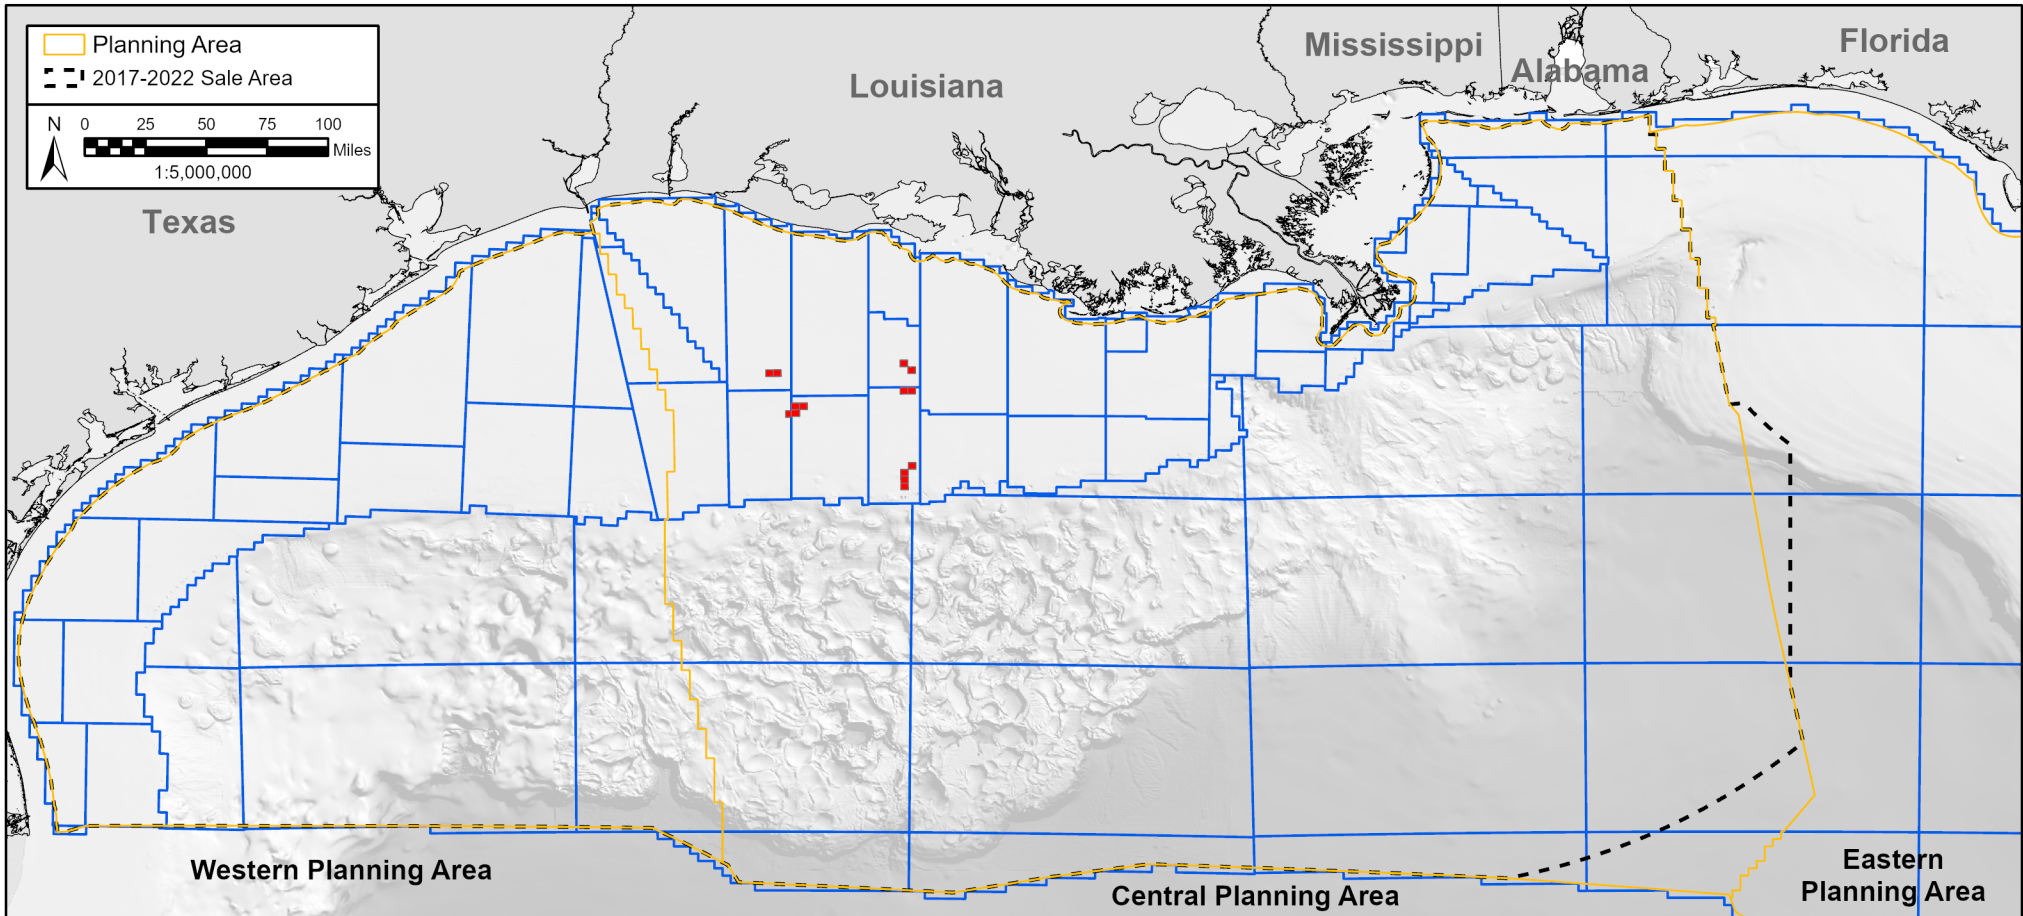 Planning Area
2017-2022 Sale Area
N
0 25 50 75 100
Miles
1:5,000,000
Texas
Louisiana
Mississippi
Alabama
Florida
Western Planning Area
Central Planning Area
Eastern
Planning Area